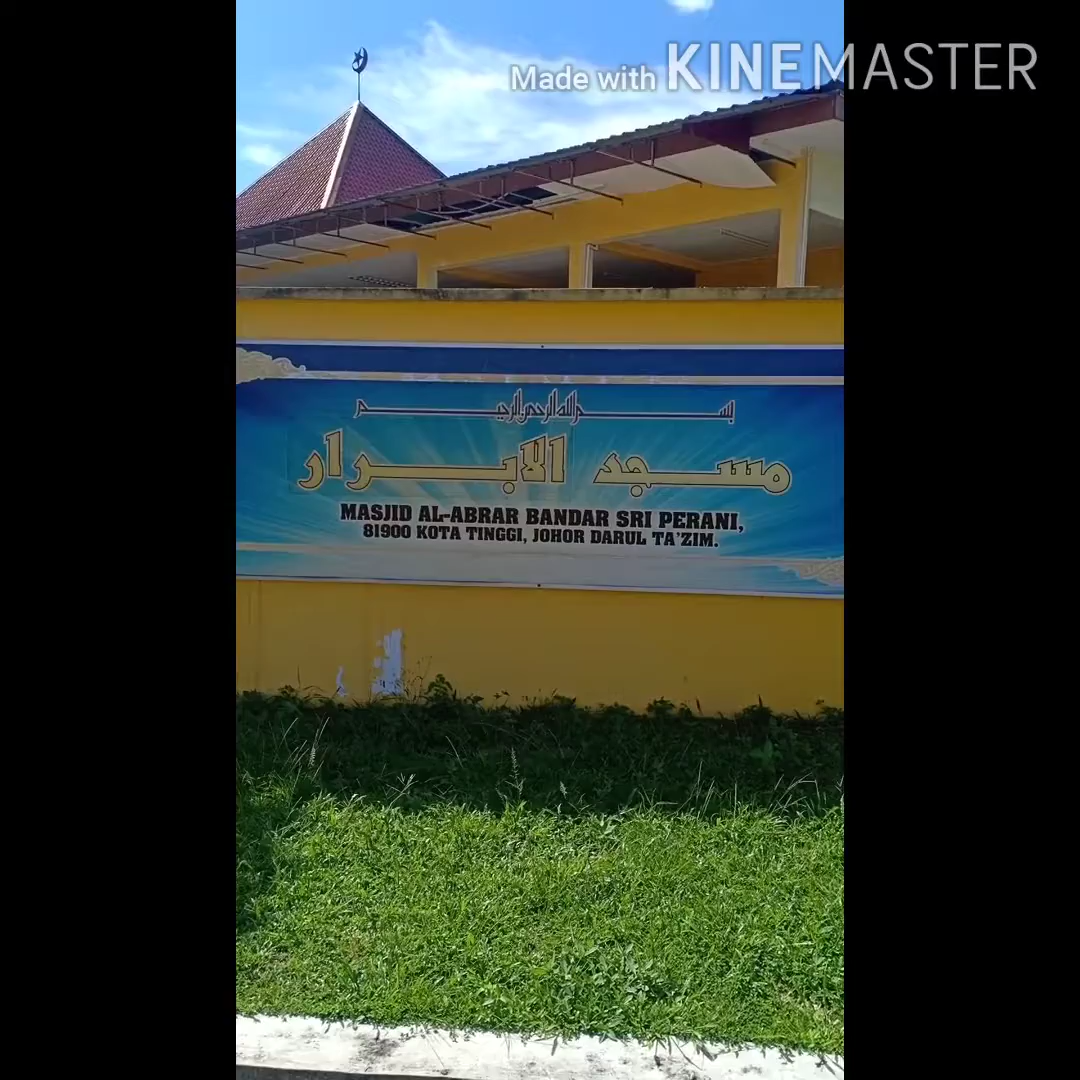 Made with KINEMASTER
بسم الله الرحمن الرحيم
مسجد الابرار
MASJID AL-ABRAR BANDAR SRI PERANI,
81900 KOTA TINGGI, JOHOR DARUL TA'ZIM.